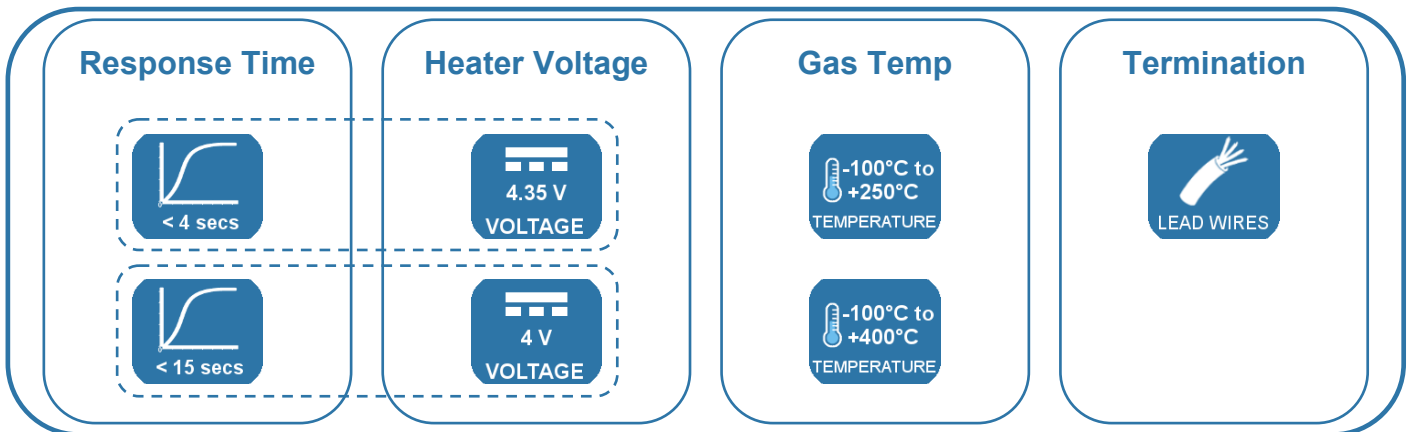 Response Time
Heater Voltage
Gas Temp
Termination
< 4 secs
4.35 V
VOLTAGE
-100°C to
+250°C
TEMPERATURE
LEAD WIRES
< 15 secs
4 V
VOLTAGE
-100°C to
+400°C
TEMPERATURE